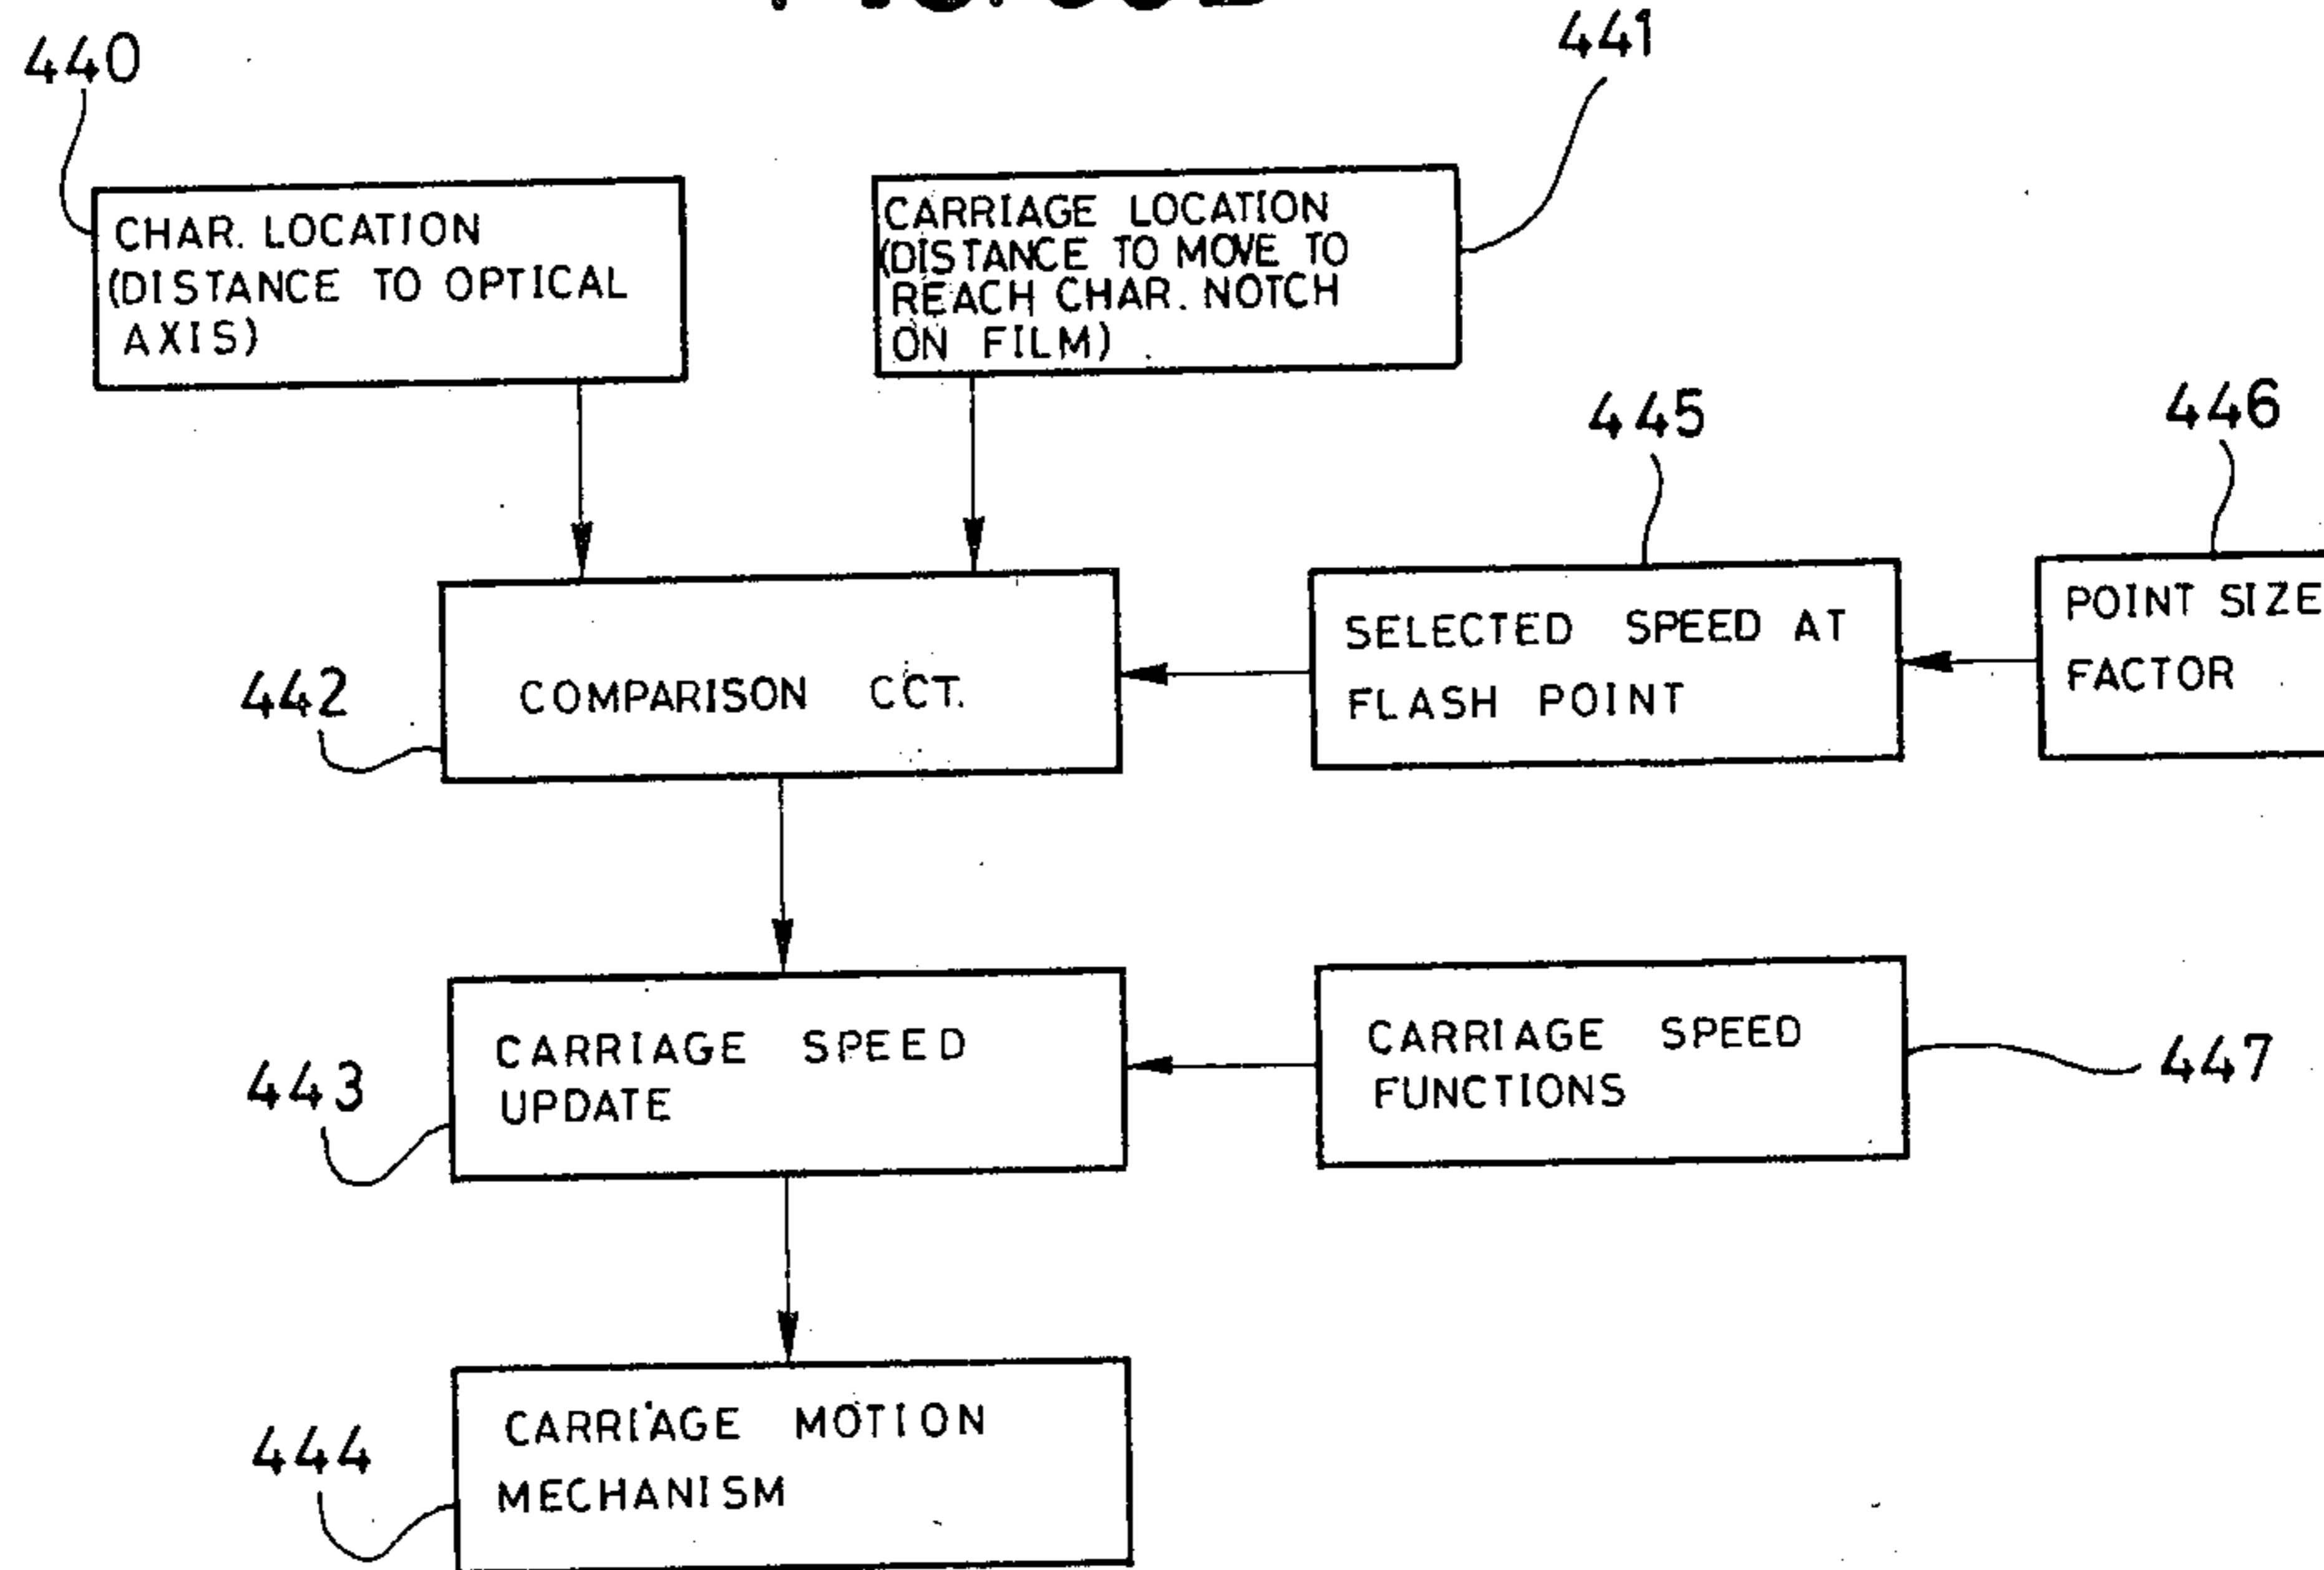 440
441
CHAR. LOCATION
(DISTANCE TO OPTICAL
AXIS)
CARRIAGE LOCATION
(DISTANCE TO MOVE TO
REACH CHAR. NOTCH
ON FILM)
445
446
442
COMPARISON CCT.
SELECTED SPEED AT
FLASH POINT
POINT SIZE
FACTOR
443
CARRIAGE SPEED
UPDATE
CARRIAGE SPEED
FUNCTIONS
447
444
CARRIAGE MOTION
MECHANISM